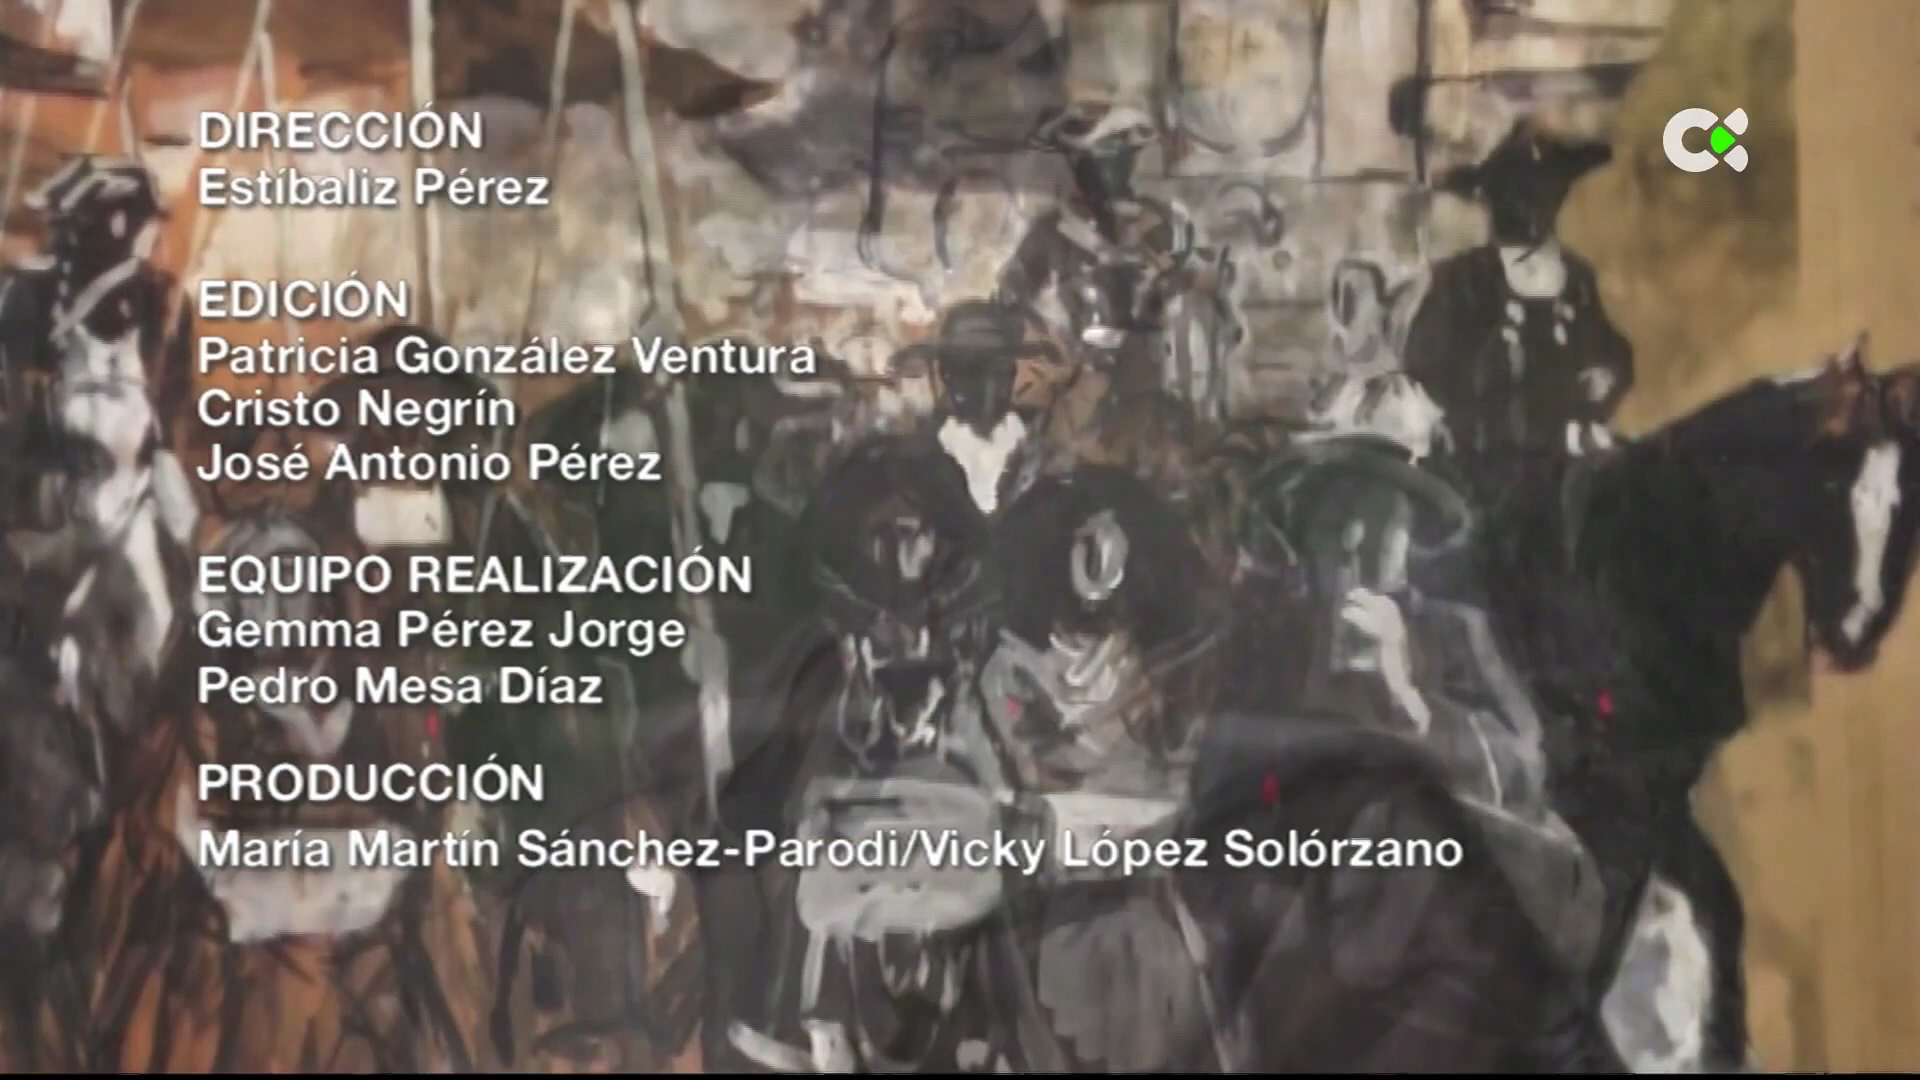 DIRECCIÓN
Estíbaliz Pérez
EDICIÓN
Patricia González Ventura
Cristo Negrín
José Antonio Pérez
EQUIPO REALIZACIÓN
Gemma Pérez Jorge
Pedro Mesa Díaz
PRODUCCIÓN
María Martín Sánchez-Parodi/Vicky López Solórzano